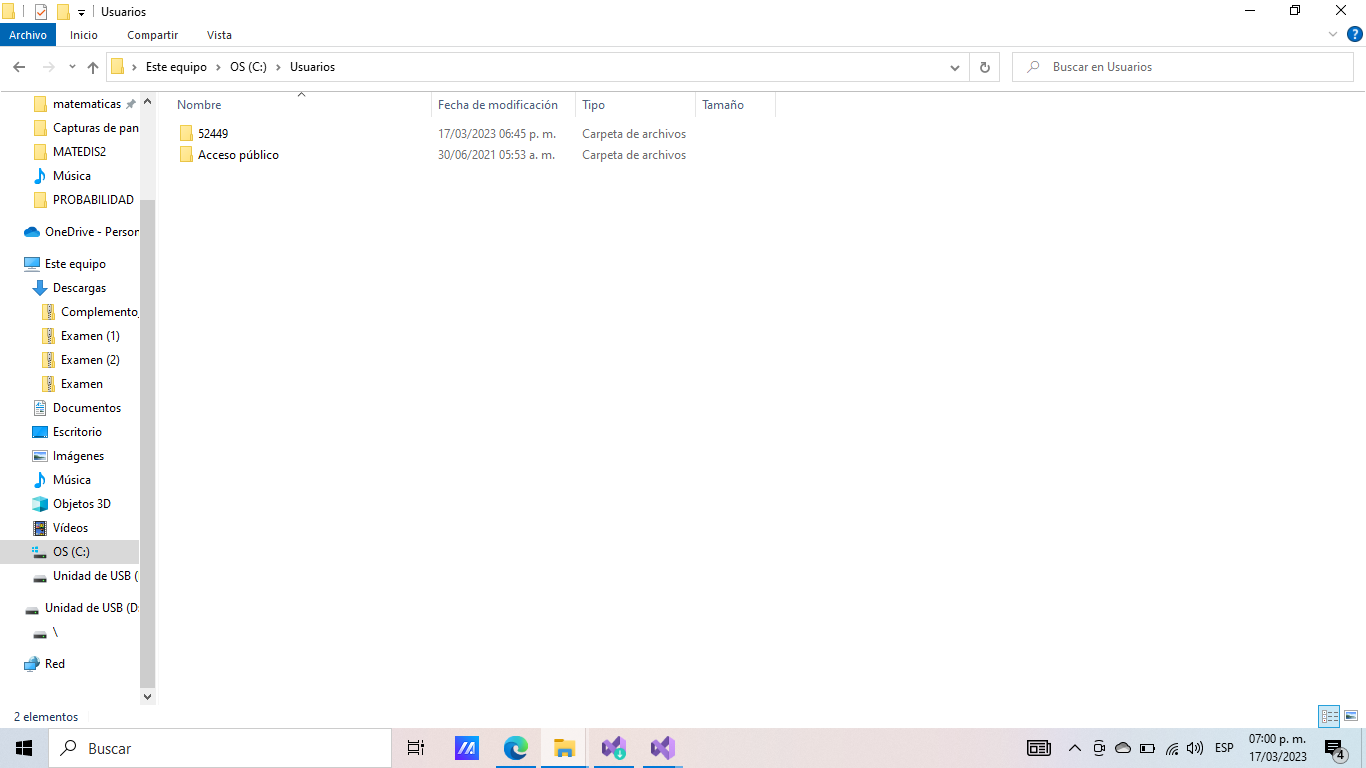 Usuarios
Archivo Inicio Compartir Vista
Este equipo OS (C:) Usuarios
Buscar en Usuarios
Nombre Fecha de modificación Tipo Tamaño
52449 17/03/2023 06:45 p. m. Carpeta de archivos
Acceso público 30/06/2021 05:53 a. m. Carpeta de archivos
matematicas
Capturas de pan
MATEDIS2
Música
PROBABILIDAD
OneDrive - Person
Este equipo
Descargas
Complemento_
Examen (1)
Examen (2)
Examen
Documentos
Escritorio
Imágenes
Música
Objetos 3D
Vídeos
OS (C:)
Unidad de USB (
Unidad de USB (D:
\
Red
2 elementos
Buscar
ESP
07:00 p. m.
17/03/2023
4